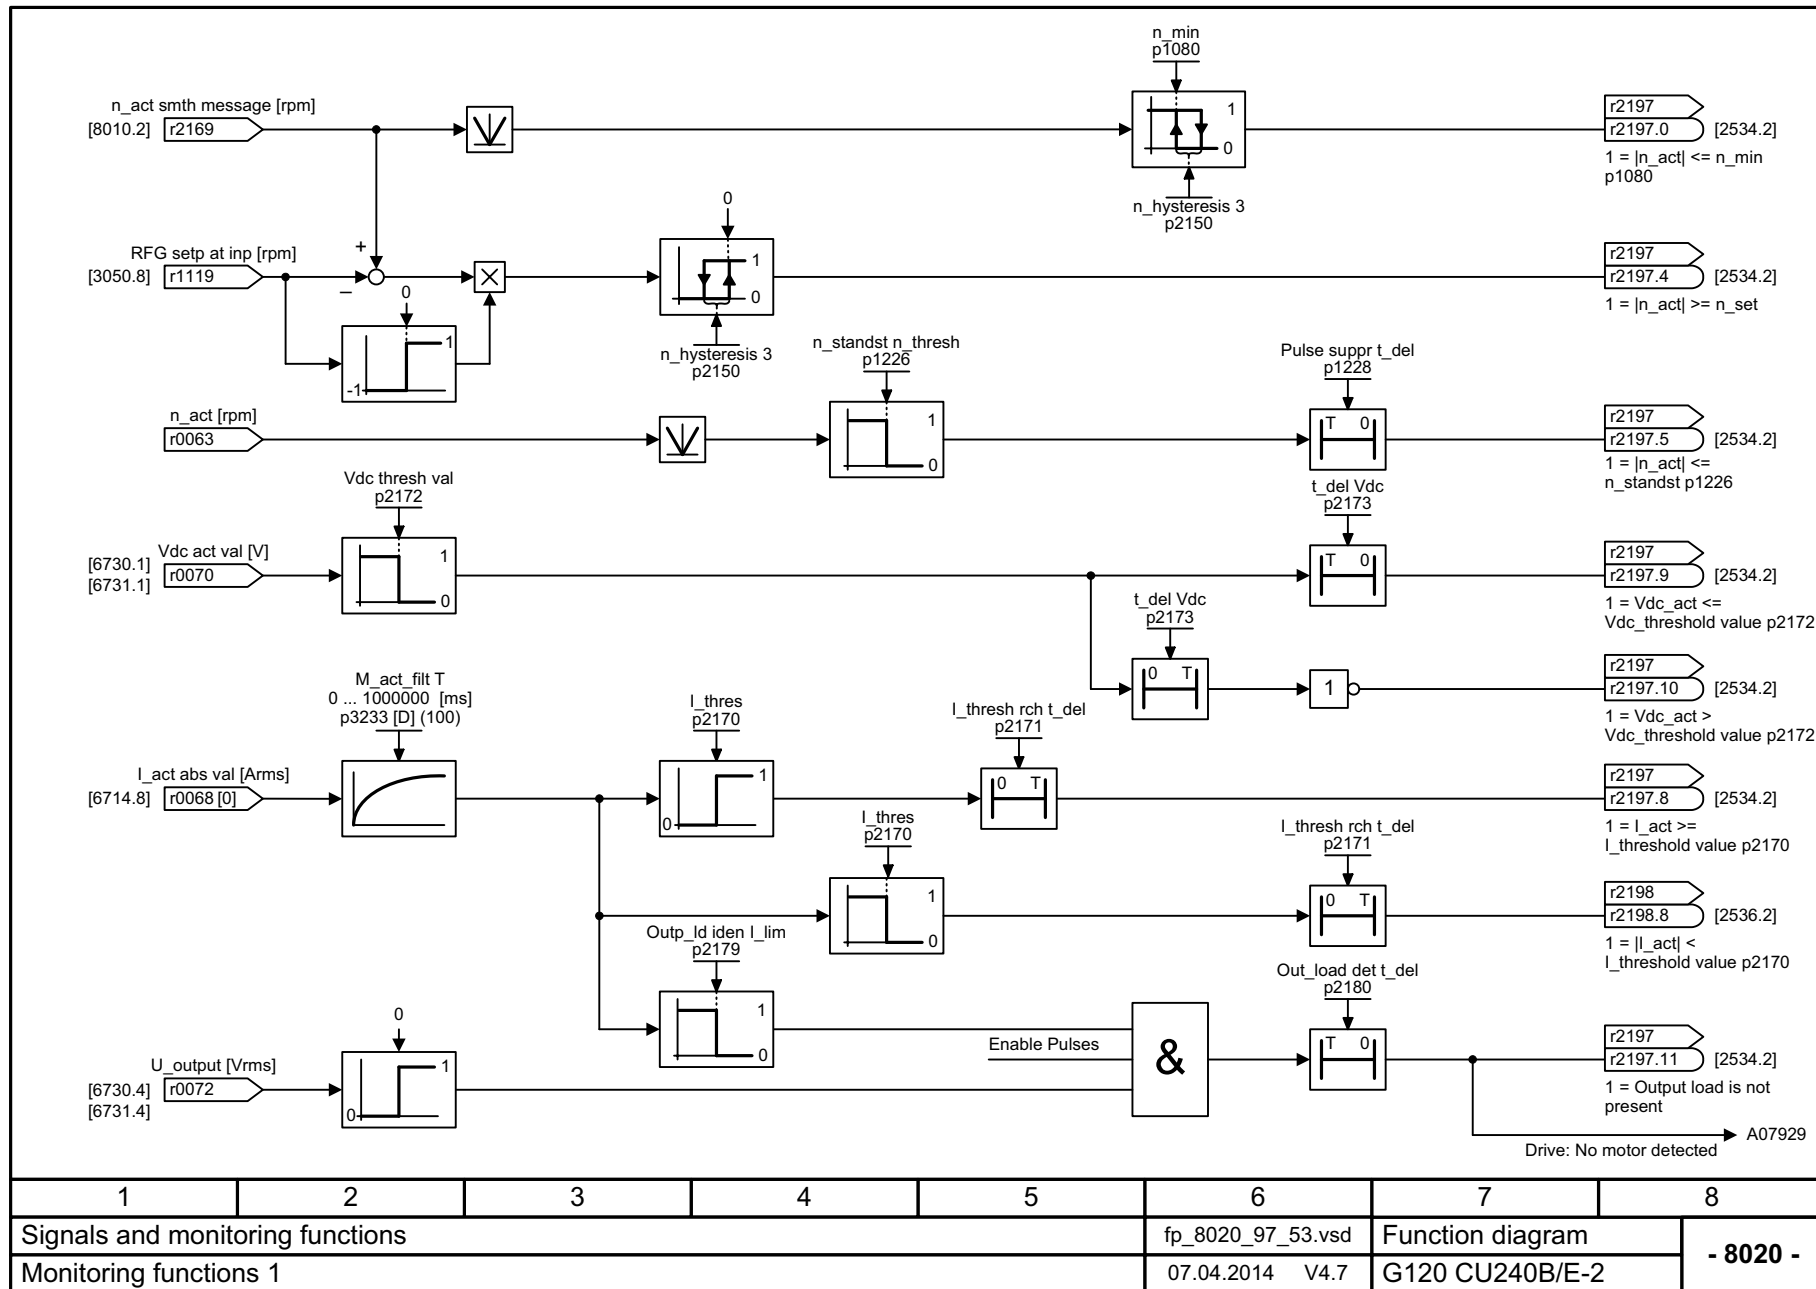 n_min
p1080
n_act smth message [rpm]
[8010.2]
r2169
1
0
r2197
r2197.0
[2534.2]
1 = |n_act| <= n_min
p1080
n_hysteresis 3
p2150
RFG setp at inp [rpm]
[3050.8]
r1119
+
–
0
1
-1
0
1
0
n_hysteresis 3
p2150
r2197
r2197.4
[2534.2]
1 = |n_act| >= n_set
n_act [rpm]
r0063
n_standst n_thresh
p1226
1
0
Pulse suppr t_del
p1228
T 0
r2197
r2197.5
[2534.2]
1 = |n_act| <=
n_standst p1226
Vdc thresh val
p2172
Vdc act val [V]
[6730.1]
[6731.1]
r0070
1
0
t_del Vdc
p2173
T 0
r2197
r2197.9
[2534.2]
1 = Vdc_act <=
Vdc_threshold value p2172
t_del Vdc
p2173
0 T
1
r2197
r2197.10
[2534.2]
1 = Vdc_act >
Vdc_threshold value p2172
M_act_filt T
0 ... 1000000 [ms]
p3233 [D] (100)
I_act abs val [Arms]
[6714.8]
r0068 [0]
I_thres
p2170
1
0
I_thresh rch t_del
p2171
0 T
r2197
r2197.8
[2534.2]
1 = I_act >=
I_threshold value p2170
I_thres
p2170
1
0
I_thresh rch t_del
p2171
0 T
r2198
r2198.8
[2536.2]
1 = |I_act| <
I_threshold value p2170
Outp_ld iden I_lim
p2179
1
0
Enable Pulses
&
Out_load det t_del
p2180
T 0
r2197
r2197.11
[2534.2]
1 = Output load is not
present
U_output [Vrms]
[6730.4]
[6731.4]
r0072
0
1
0
A07929
Drive: No motor detected
1 2 3 4 5 6 7 8
Signals and monitoring functions
fp_8020_97_53.vsd
Function diagram
- 8020 -
Monitoring functions 1
07.04.2014 V4.7
G120 CU240B/E-2